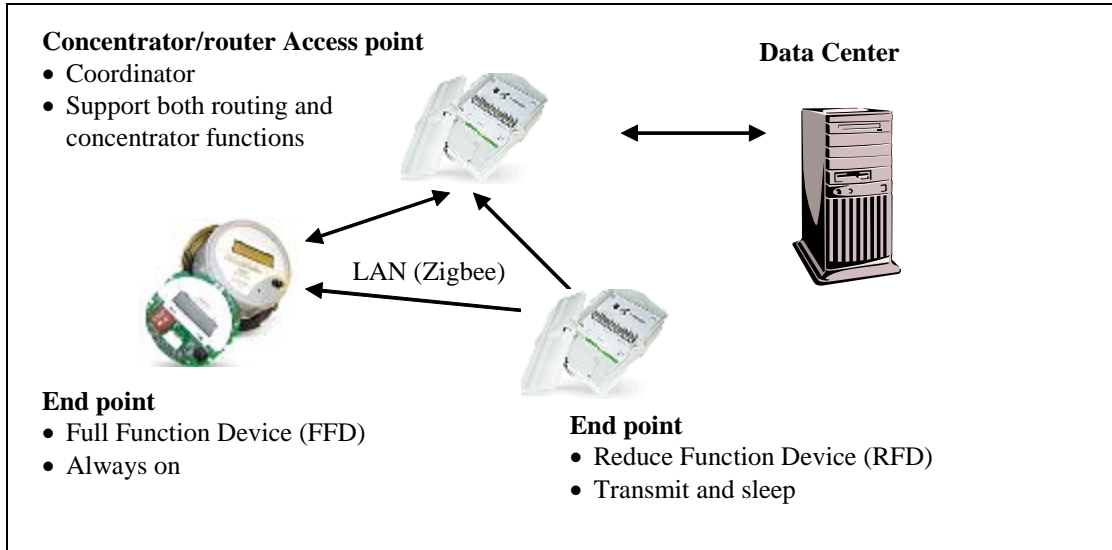 Concentrator/router Access point
• Coordinator
• Support both routing and
concentrator functions
Data Center
LAN (Zigbee)
End point
• Full Function Device (FFD)
• Always on
End point
• Reduce Function Device (RFD)
• Transmit and sleep